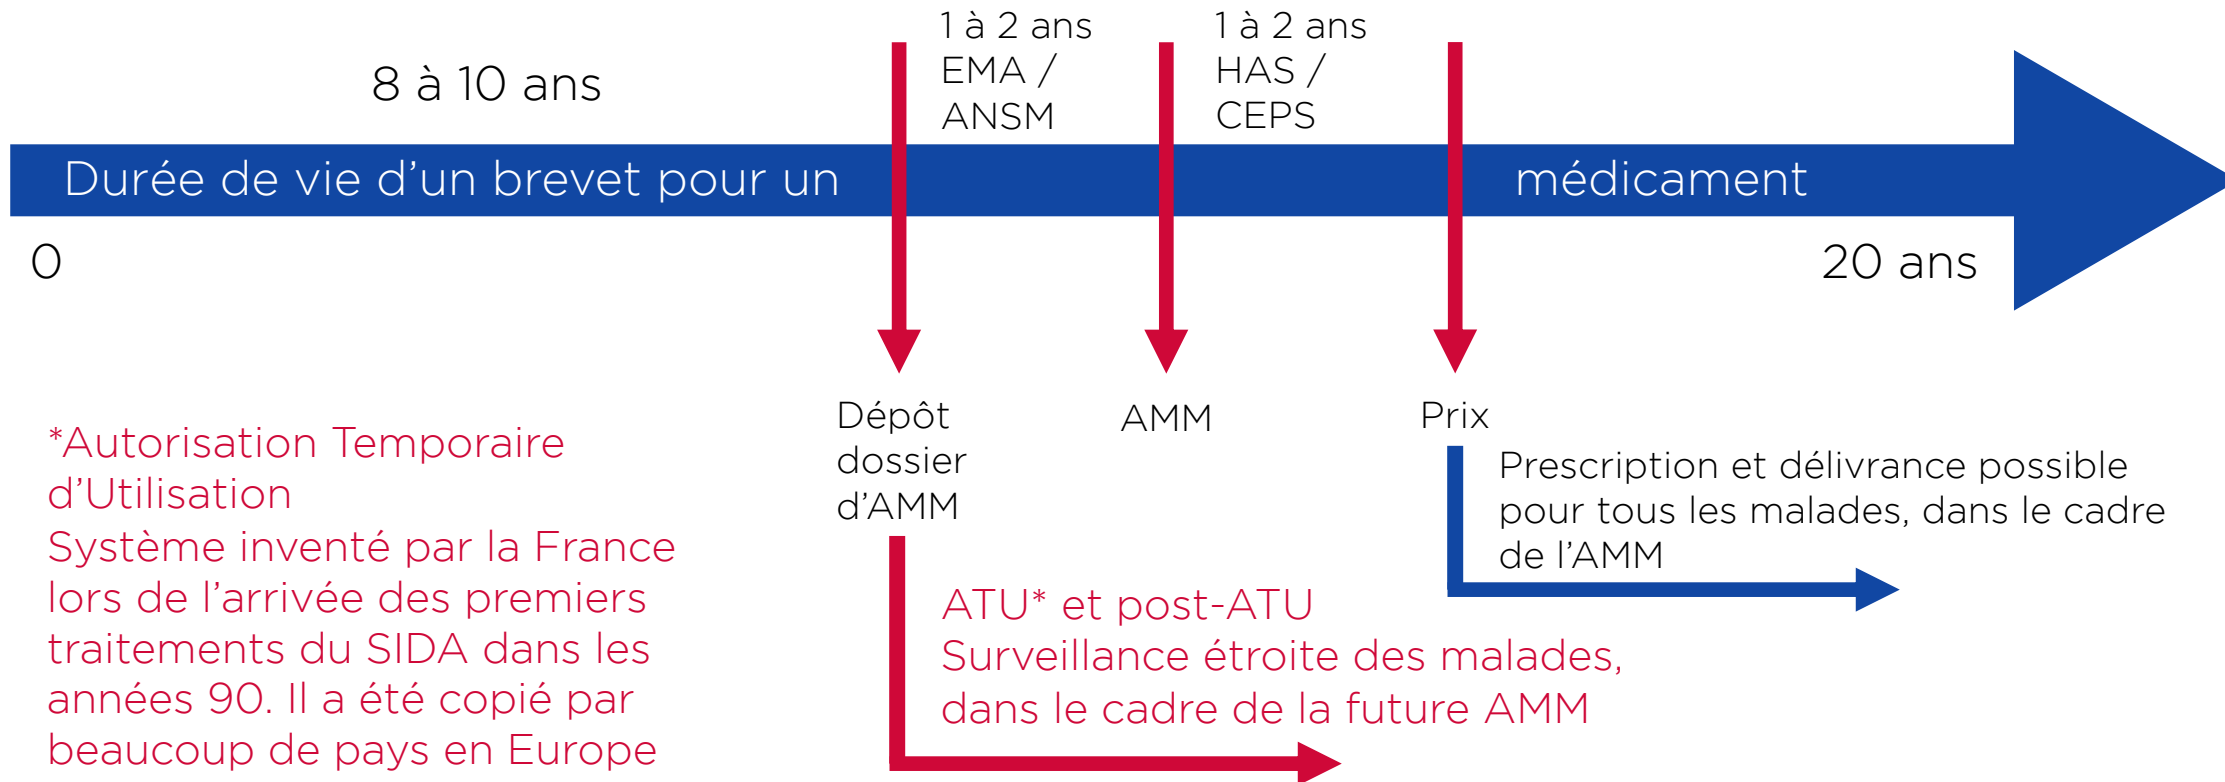 8 à 10 ans
1 à 2 ans
EMA /
ANSM
1 à 2 ans
HAS /
CEPS
Durée de vie d’un brevet pour un
médicament
0
20 ans
Dépôt
dossier
d’AMM
AMM
Prix
Prescription et délivrance possible
pour tous les malades, dans le cadre
de l’AMM
*Autorisation Temporaire
d’Utilisation
Système inventé par la France
lors de l’arrivée des premiers
traitements du SIDA dans les
années 90. Il a été copié par
beaucoup de pays en Europe
ATU* et post-ATU
Surveillance étroite des malades,
dans le cadre de la future AMM